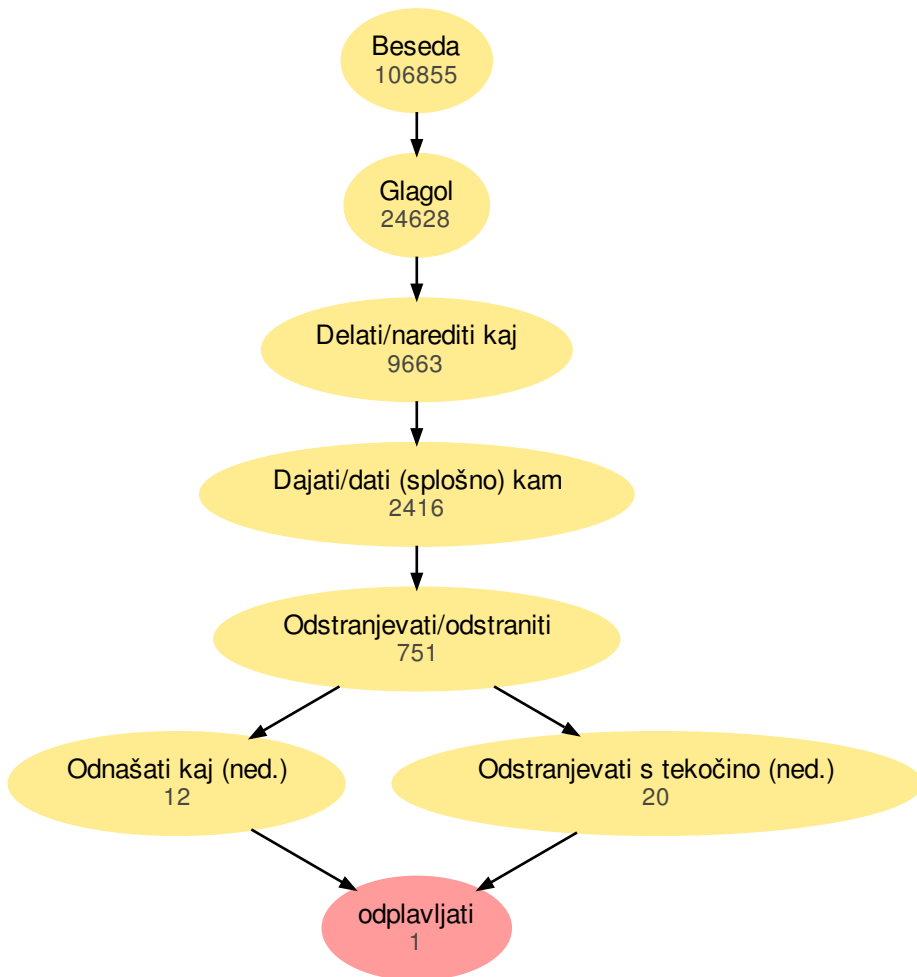 Beseda
106855
Glagol
24628
Delati/narediti kaj
9663
Dajati/dati (splošno) kam
2416
Odstranjevati/odstraniti
751
Odnašati kaj (ned.)
12
Odstranjevati s tekočino (ned.)
20
odplavljati
1